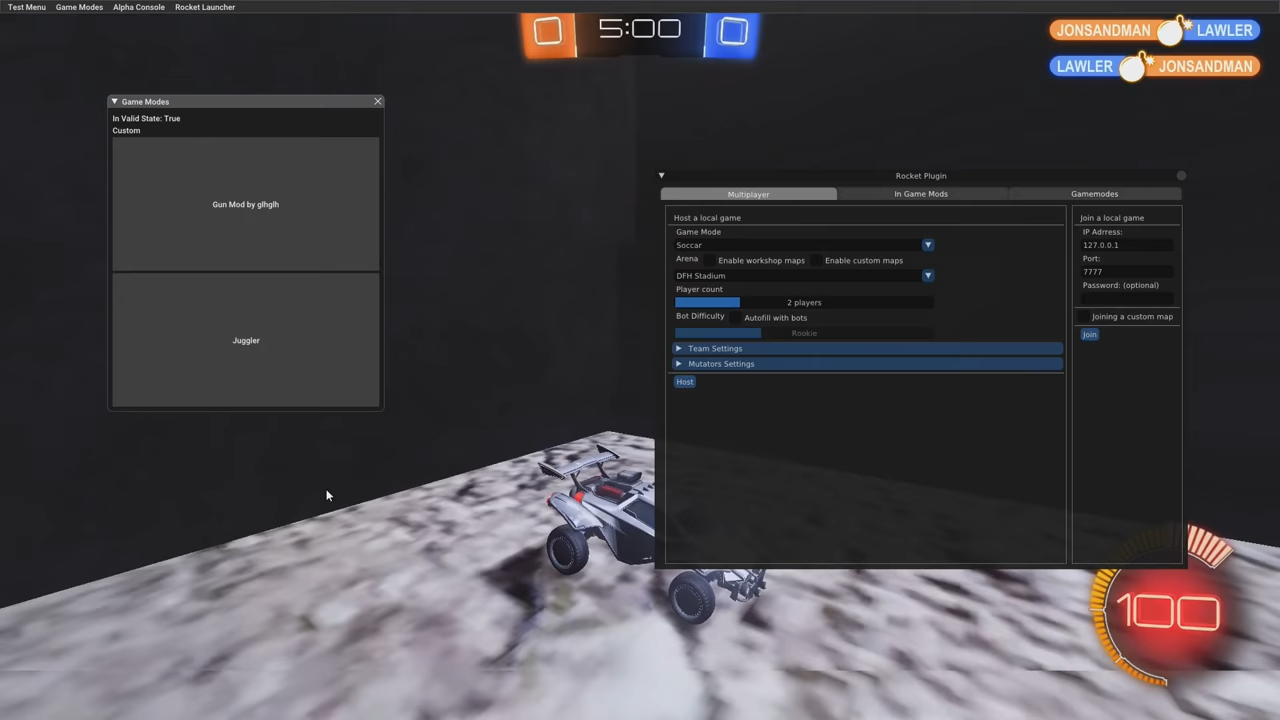 Test Menu Game Modes Alpha Console Rocket Launcher
0 5:00 0
JONSANDMAN LAWLER
LAWLER JONSANDMAN
Game Modes
In Valid State: True
Custom
Gun Mod by glhglh
Juggler
Rocket Plugin
Multiplayer In Game Mods Gamemodes
Host a local game
Game Mode
Soccar
Arena Enable workshop maps Enable custom maps
DFH Stadium
Player count
2 players
Bot Difficulty Autofill with bots
Rookie
Team Settings
Mutators Settings
Host
Join a local game
IP Adrress:
127.0.0.1
Port:
7777
Password: (optional)
Joining a custom map
Join
100